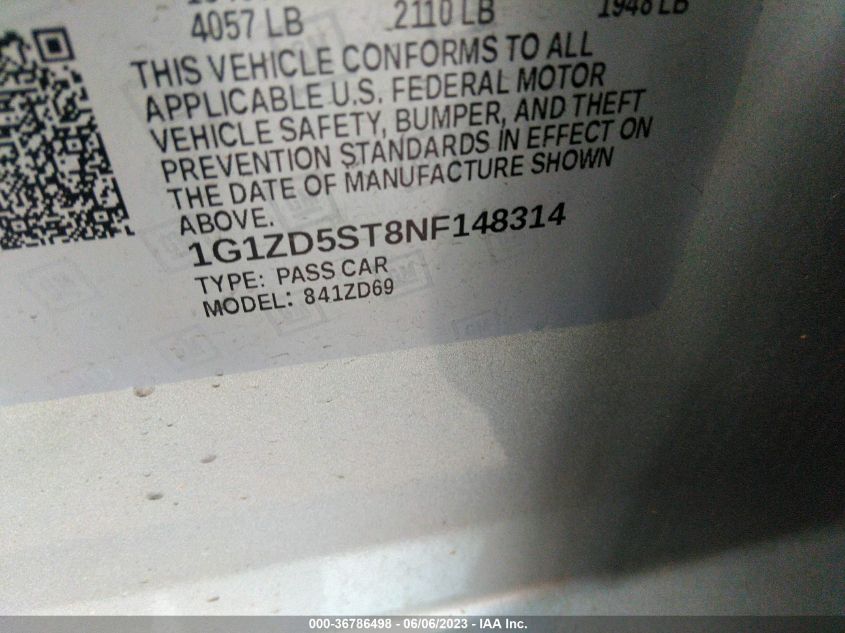 4057 LB 2110 LB 1948 LB
THIS VEHICLE CONFORMS TO ALL
APPLICABLE U.S. FEDERAL MOTOR
VEHICLE SAFETY, BUMPER, AND THEFT
PREVENTION STANDARDS IN EFFECT ON
THE DATE OF MANUFACTURE SHOWN
ABOVE.
1G1ZD5ST8NF148314
TYPE: PASS CAR
MODEL: 841ZD69
000-36786498 - 06/06/2023 - IAA Inc.